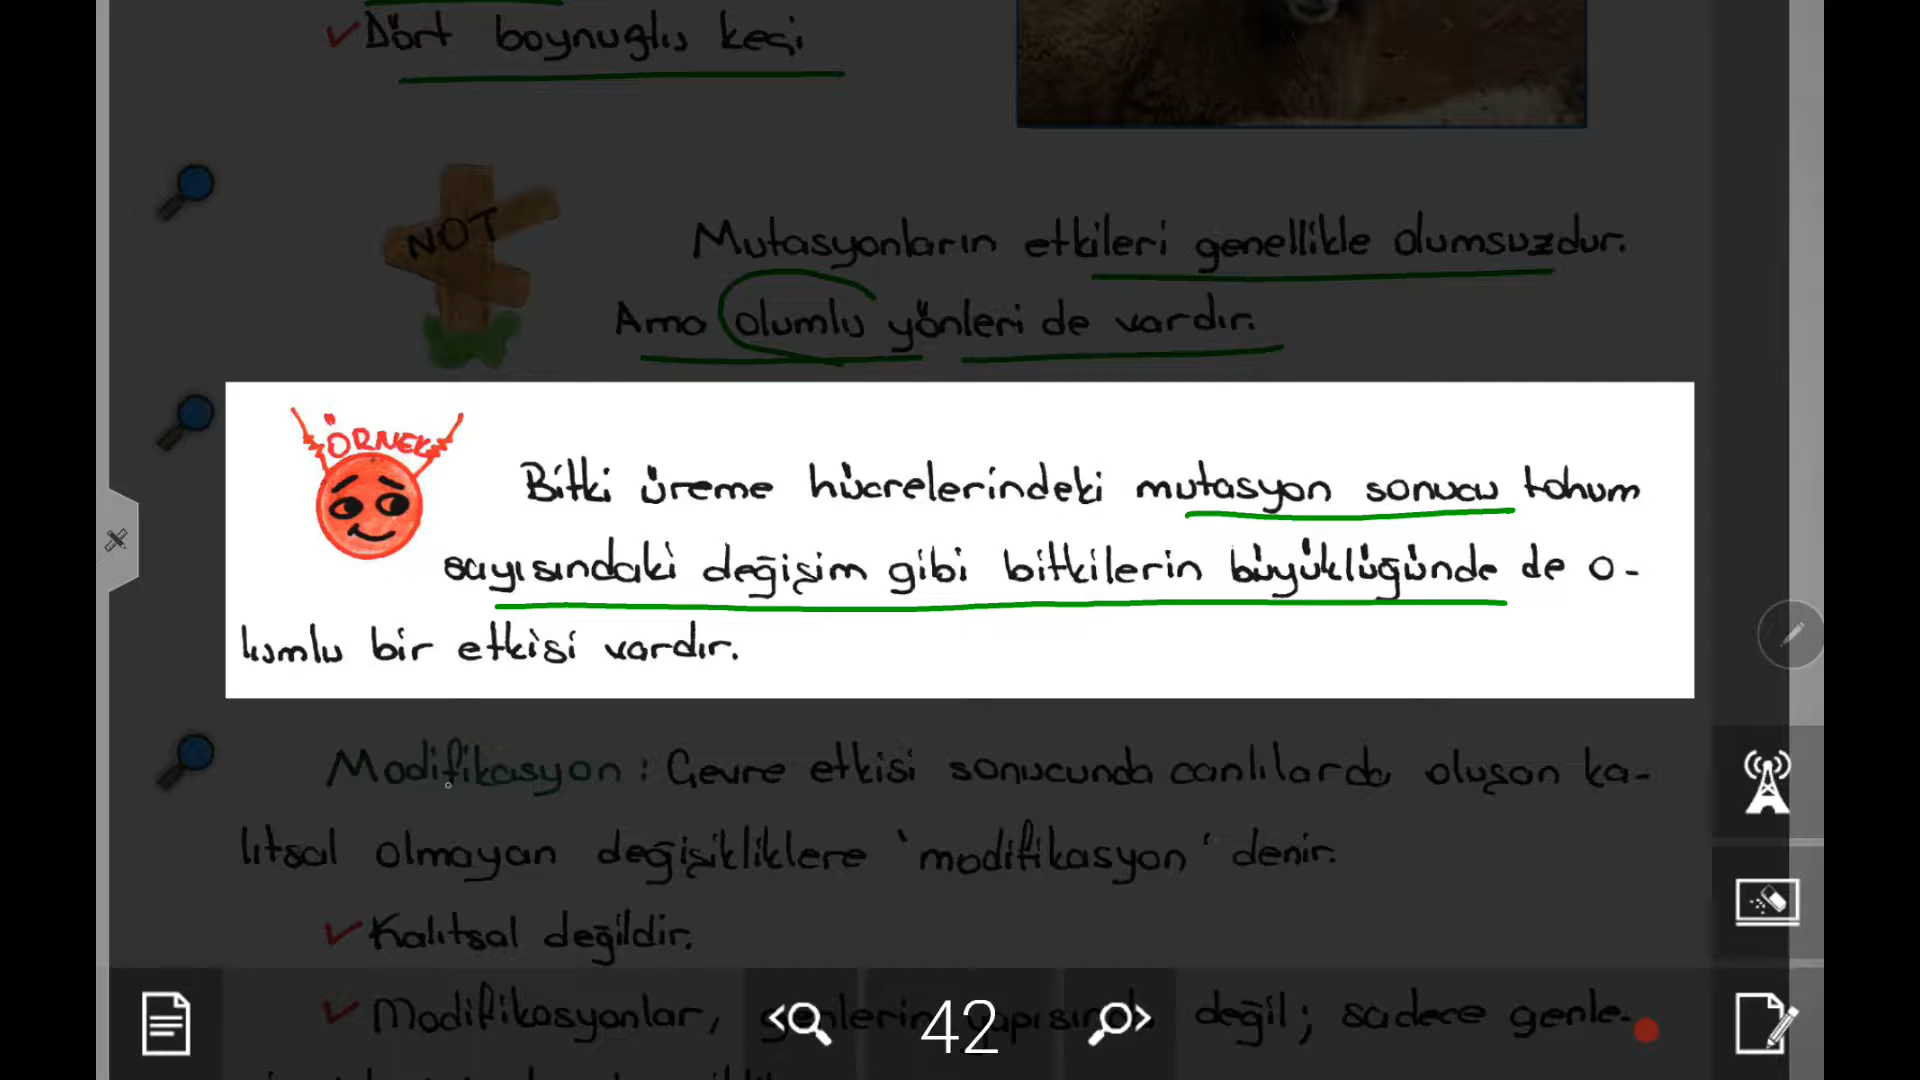 ✓ Dört boynuzlu keçi
NOT
Mutasyonların etkileri genellikle olumsuzdur.
Ama olumlu yönleri de vardır.
ÖRNEK
Bitki üreme hücrelerindeki mutasyon sonucu tohum
sayısındaki değişim gibi bitkilerin büyüklüğünde de o-
lumlu bir etkisi vardır.
Modifikasyon : Çevre etkisi sonucunda canlılarda oluşan ka-
lıtsal olmayan değişikliklere ‘modifikasyon’ denir.
✓ Kalıtsal değildir.
✓ Modifikasyonlar, genlerin yapısında değil; sadece genle-
42